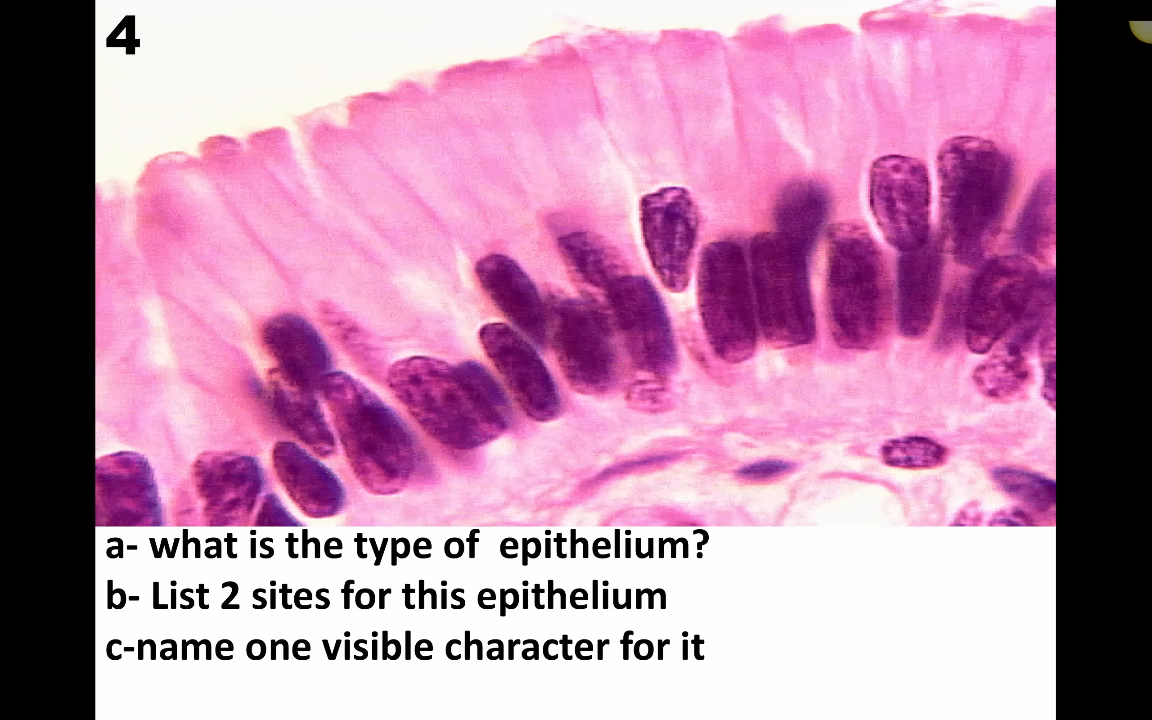 4
a- what is the type of  epithelium?
b- List 2 sites for this epithelium
c-name one visible character for it